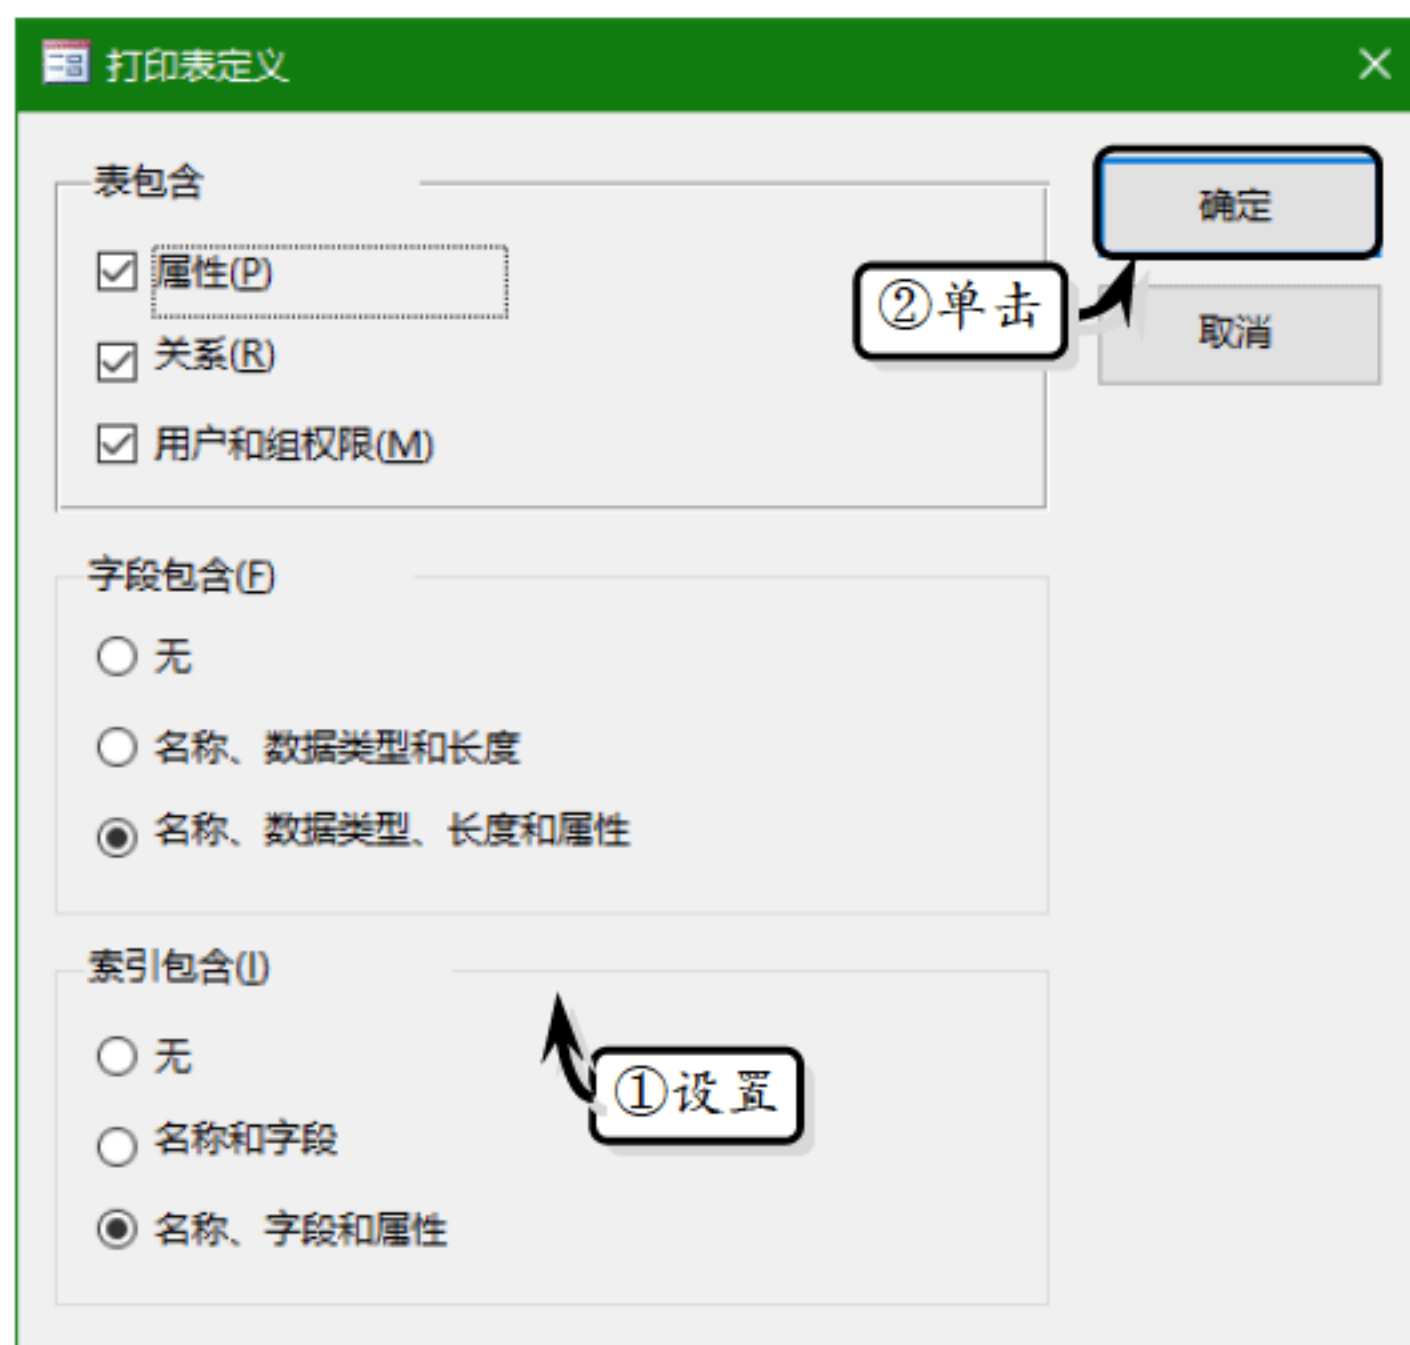 打印表定义
表包含
确定
属性(P)
②单击
取消
关系(R)
用户和组权限(M)
字段包含(F)
无
名称、数据类型和长度
名称、数据类型、长度和属性
索引包含(I)
无
①设置
名称和字段
名称、字段和属性